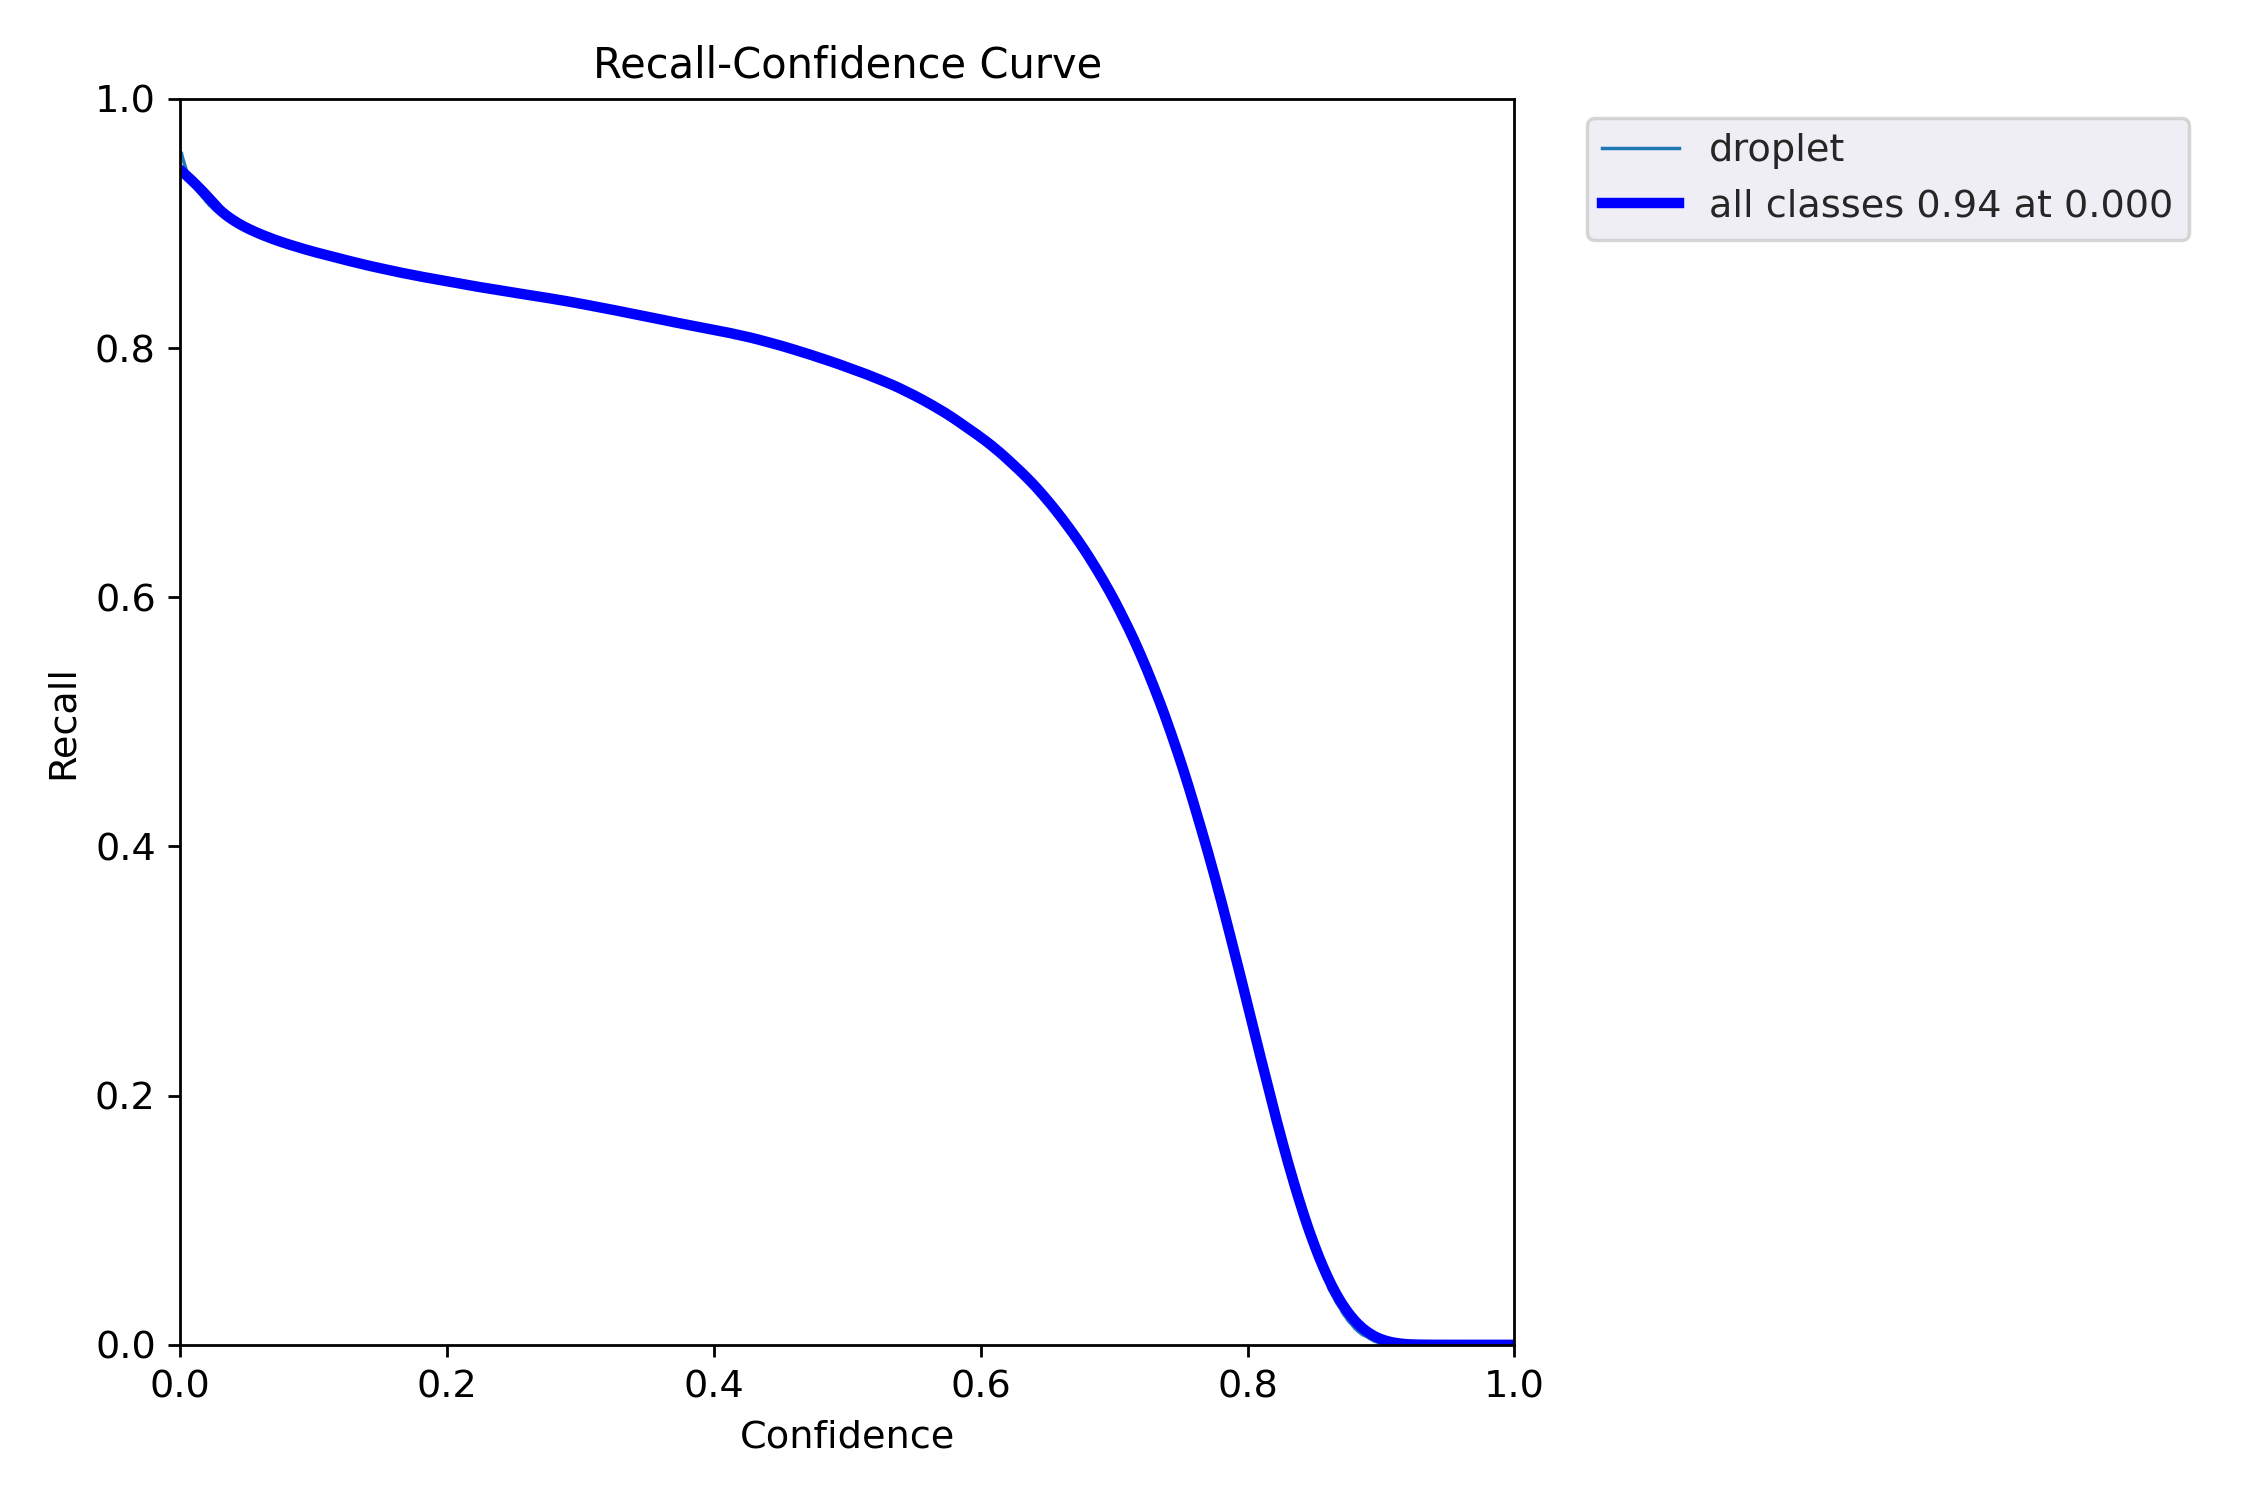 Recall-Confidence Curve
1.0
0.8
0.6
0.4
0.2
0.0
Recall
0.0 0.2 0.4 0.6 0.8 1.0
Confidence
droplet
all classes 0.94 at 0.000